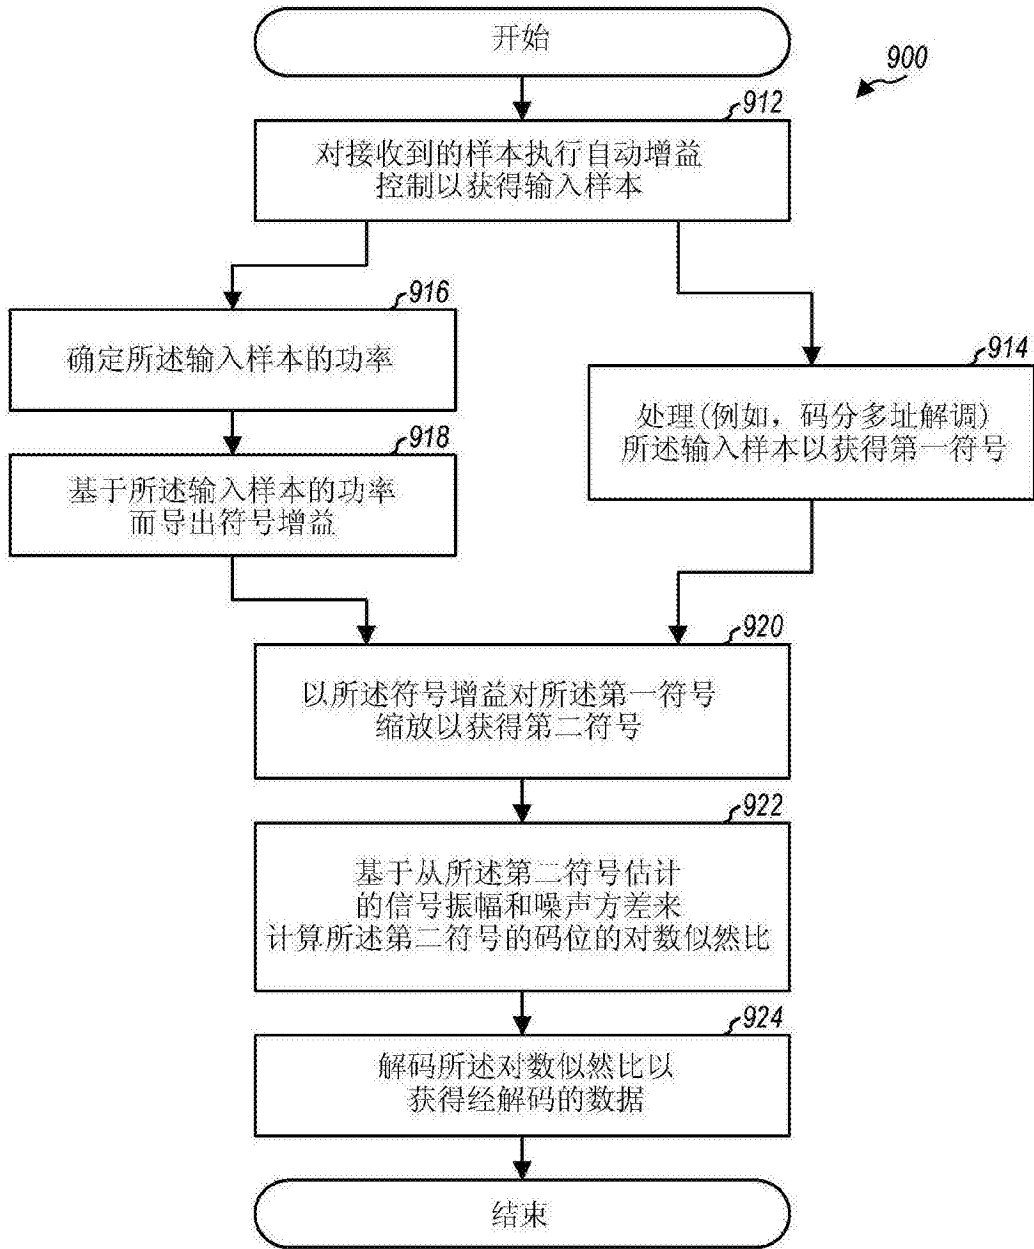 开始
900
912
对接收到的样本执行自动增益
控制以获得输入样本
916
确定所述输入样本的功率
914
处理(例如，码分多址解调)
所述输入样本以获得第一符号
918
基于所述输入样本的功率
而导出符号增益
920
以所述符号增益对所述第一符号
缩放以获得第二符号
922
基于从所述第二符号估计
的信号振幅和噪声方差来
计算所述第二符号的码位的对数似然比
924
解码所述对数似然比以
获得经解码的数据
结束